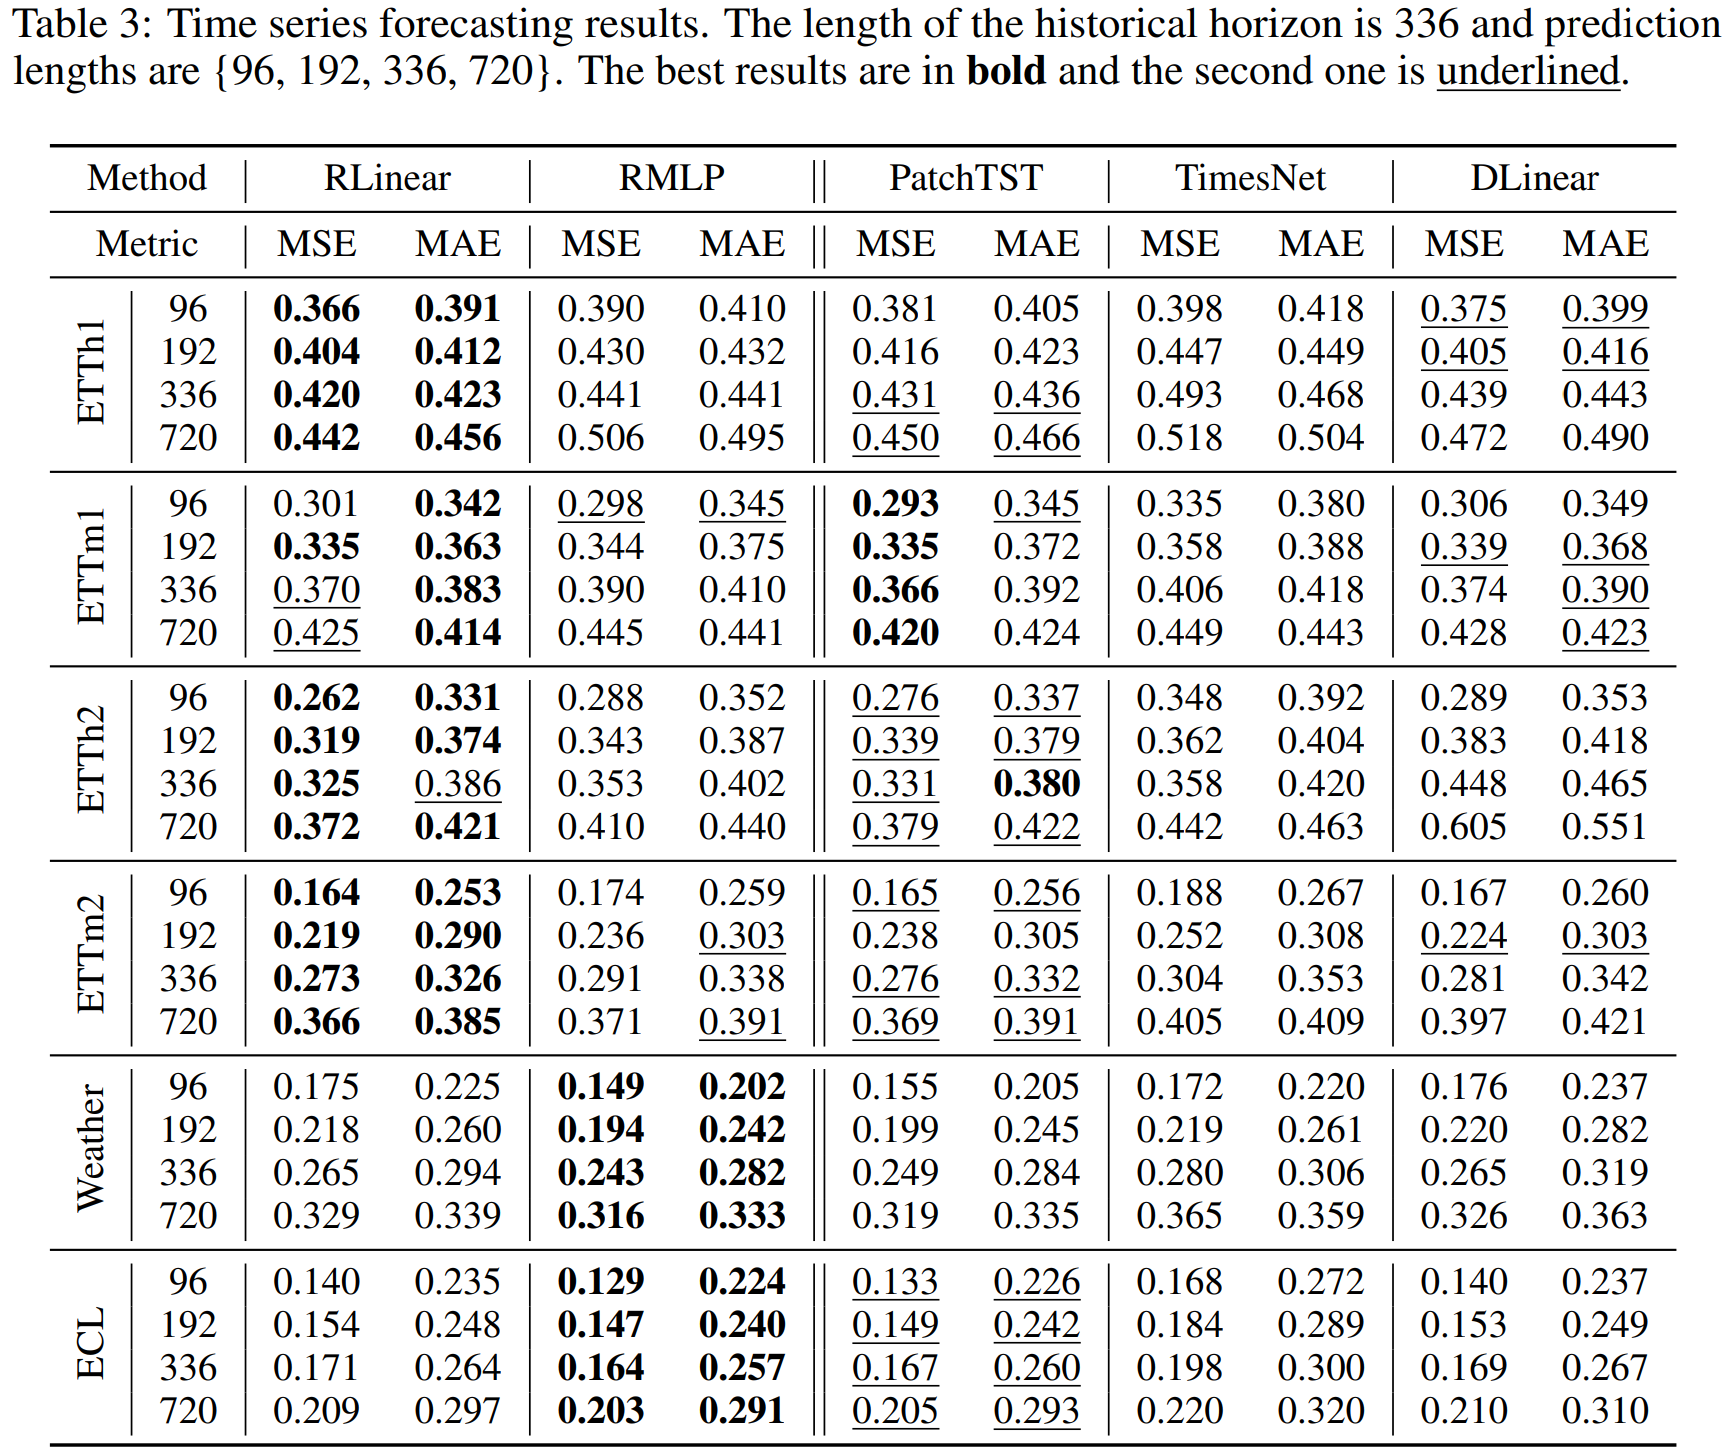 Table 3: Time series forecasting results. The length of the historical horizon is 336 and prediction
lengths are {96, 192, 336, 720}. The best results are in bold and the second one is underlined.
Method RLinear RMLP PatchTST TimesNet DLinear
Metric MSE MAE MSE MAE MSE MAE MSE MAE MSE MAE
ETTh1
96 0.366 0.391 0.390 0.410 0.381 0.405 0.398 0.418 0.375 0.399
192 0.404 0.412 0.430 0.432 0.416 0.423 0.447 0.449 0.405 0.416
336 0.420 0.423 0.441 0.441 0.431 0.436 0.493 0.468 0.439 0.443
720 0.442 0.456 0.506 0.495 0.450 0.466 0.518 0.504 0.472 0.490
ETTm1
96 0.301 0.342 0.298 0.345 0.293 0.345 0.335 0.380 0.306 0.349
192 0.335 0.363 0.344 0.375 0.335 0.372 0.358 0.388 0.339 0.368
336 0.370 0.383 0.390 0.410 0.366 0.392 0.406 0.418 0.374 0.390
720 0.425 0.414 0.445 0.441 0.420 0.424 0.449 0.443 0.428 0.423
ETTh2
96 0.262 0.331 0.288 0.352 0.276 0.337 0.348 0.392 0.289 0.353
192 0.319 0.374 0.343 0.387 0.339 0.379 0.362 0.404 0.383 0.418
336 0.325 0.386 0.353 0.402 0.331 0.380 0.358 0.420 0.448 0.465
720 0.372 0.421 0.410 0.440 0.379 0.422 0.442 0.463 0.605 0.551
ETTm2
96 0.164 0.253 0.174 0.259 0.165 0.256 0.188 0.267 0.167 0.260
192 0.219 0.290 0.236 0.303 0.238 0.305 0.252 0.308 0.224 0.303
336 0.273 0.326 0.291 0.338 0.276 0.332 0.304 0.353 0.281 0.342
720 0.366 0.385 0.371 0.391 0.369 0.391 0.405 0.409 0.397 0.421
Weather
96 0.175 0.225 0.149 0.202 0.155 0.205 0.172 0.220 0.176 0.237
192 0.218 0.260 0.194 0.242 0.199 0.245 0.219 0.261 0.220 0.282
336 0.265 0.294 0.243 0.282 0.249 0.284 0.280 0.306 0.265 0.319
720 0.329 0.339 0.316 0.333 0.319 0.335 0.365 0.359 0.326 0.363
ECL
96 0.140 0.235 0.129 0.224 0.133 0.226 0.168 0.272 0.140 0.237
192 0.154 0.248 0.147 0.240 0.149 0.242 0.184 0.289 0.153 0.249
336 0.171 0.264 0.164 0.257 0.167 0.260 0.198 0.300 0.169 0.267
720 0.209 0.297 0.203 0.291 0.205 0.293 0.220 0.320 0.210 0.310